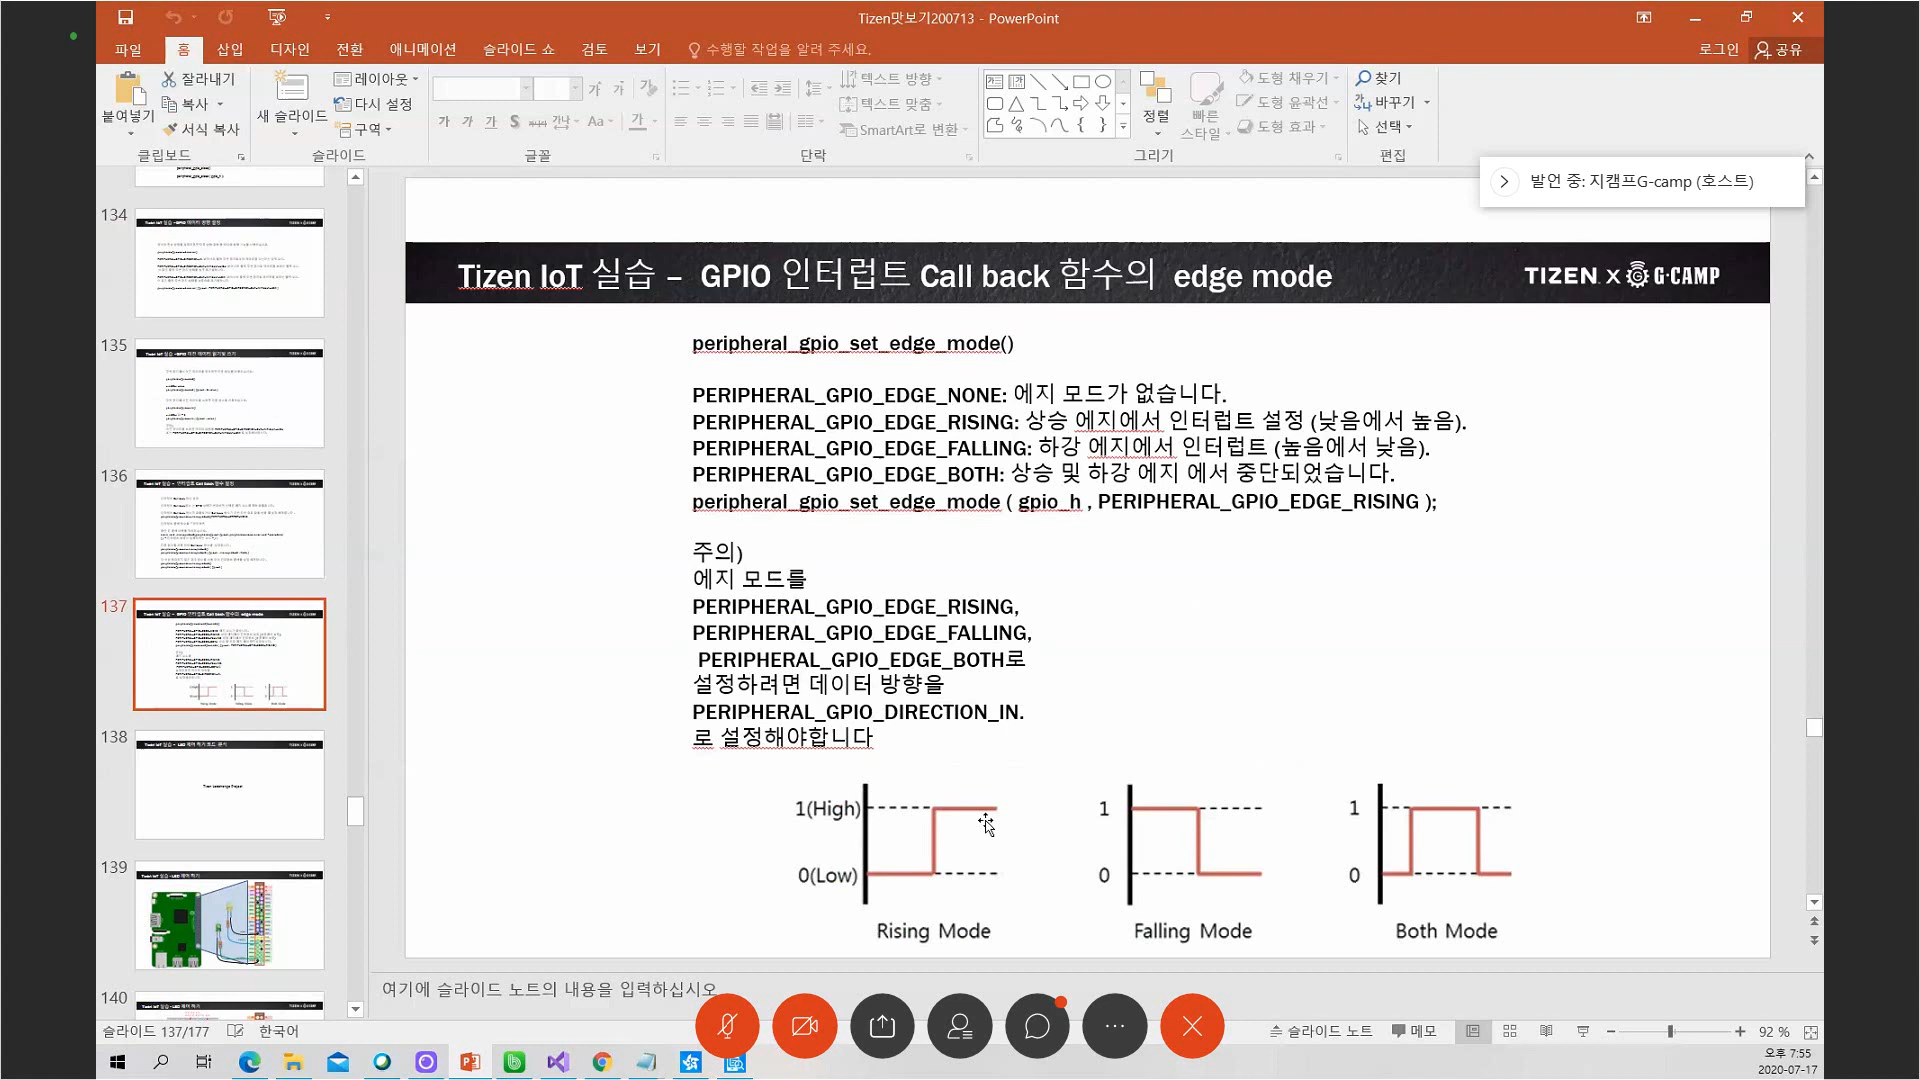 Tizen맛보기200713 - PowerPoint
파일 홈 삽입 디자인 전환 애니메이션 슬라이드 쇼 검토 보기 수행할 작업을 알려 주세요. 로그인 공유
붙여넣기 잘라내기 복사 서식 복사 클립보드
새 슬라이드 레이아웃 다시 설정 구역 슬라이드
가 가 가 S 가 Aa 가 글꼴
텍스트 방향 텍스트 맞춤 SmartArt로 변환 단락
정렬 빠른 스타일 도형 채우기 도형 윤곽선 도형 효과 그리기
찾기 바꾸기 선택 편집
발언 중: 지캠프G-camp (호스트)
134
135
136
137
138
139
140
Tizen IoT 실습 – GPIO 인터럽트 Call back 함수의 edge mode
TIZEN X G·CAMP
peripheral_gpio_set_edge_mode()
PERIPHERAL_GPIO_EDGE_NONE: 에지 모드가 없습니다.
PERIPHERAL_GPIO_EDGE_RISING: 상승 에지에서 인터럽트 설정 (낮음에서 높음).
PERIPHERAL_GPIO_EDGE_FALLING: 하강 에지에서 인터럽트 (높음에서 낮음).
PERIPHERAL_GPIO_EDGE_BOTH: 상승 및 하강 에지 에서 중단되었습니다.
peripheral_gpio_set_edge_mode ( gpio_h , PERIPHERAL_GPIO_EDGE_RISING );
주의)
에지 모드를
PERIPHERAL_GPIO_EDGE_RISING,
PERIPHERAL_GPIO_EDGE_FALLING,
PERIPHERAL_GPIO_EDGE_BOTH로
설정하려면 데이터 방향을
PERIPHERAL_GPIO_DIRECTION_IN.
로 설정해야합니다
1(High) 1 1
0(Low) 0 0
Rising Mode Falling Mode Both Mode
여기에 슬라이드 노트의 내용을 입력하십시오
슬라이드 137/177 한국어 슬라이드 노트 메모 92 %
오후 7:55
2020-07-17